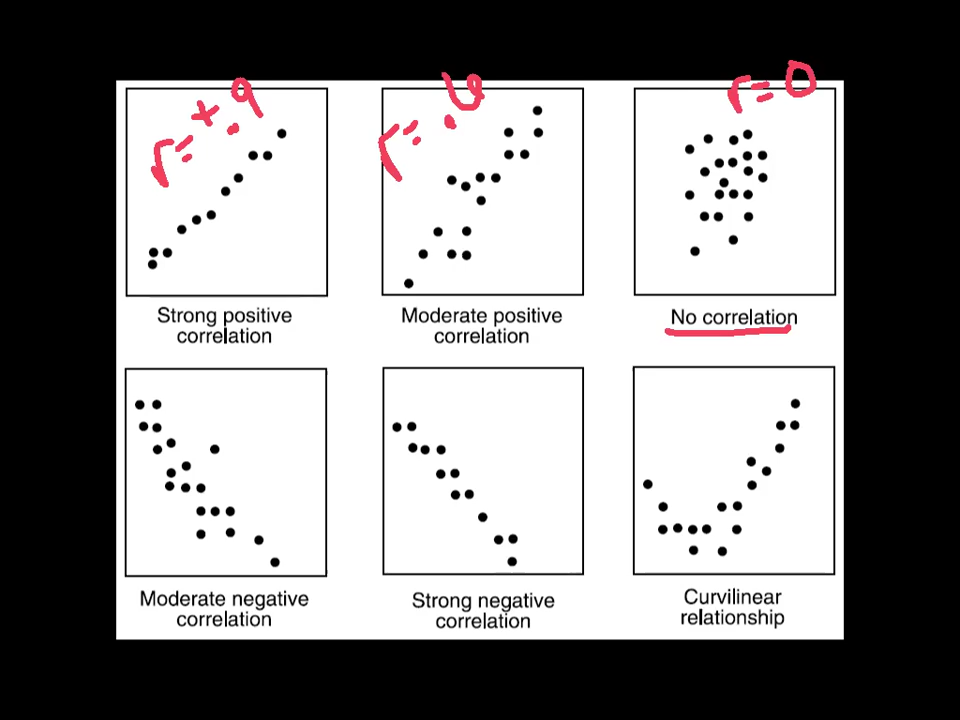 r= +.9
r= .6
r= 0
Strong positive
correlation
Moderate positive
correlation
No correlation
Moderate negative
correlation
Strong negative
correlation
Curvilinear
relationship